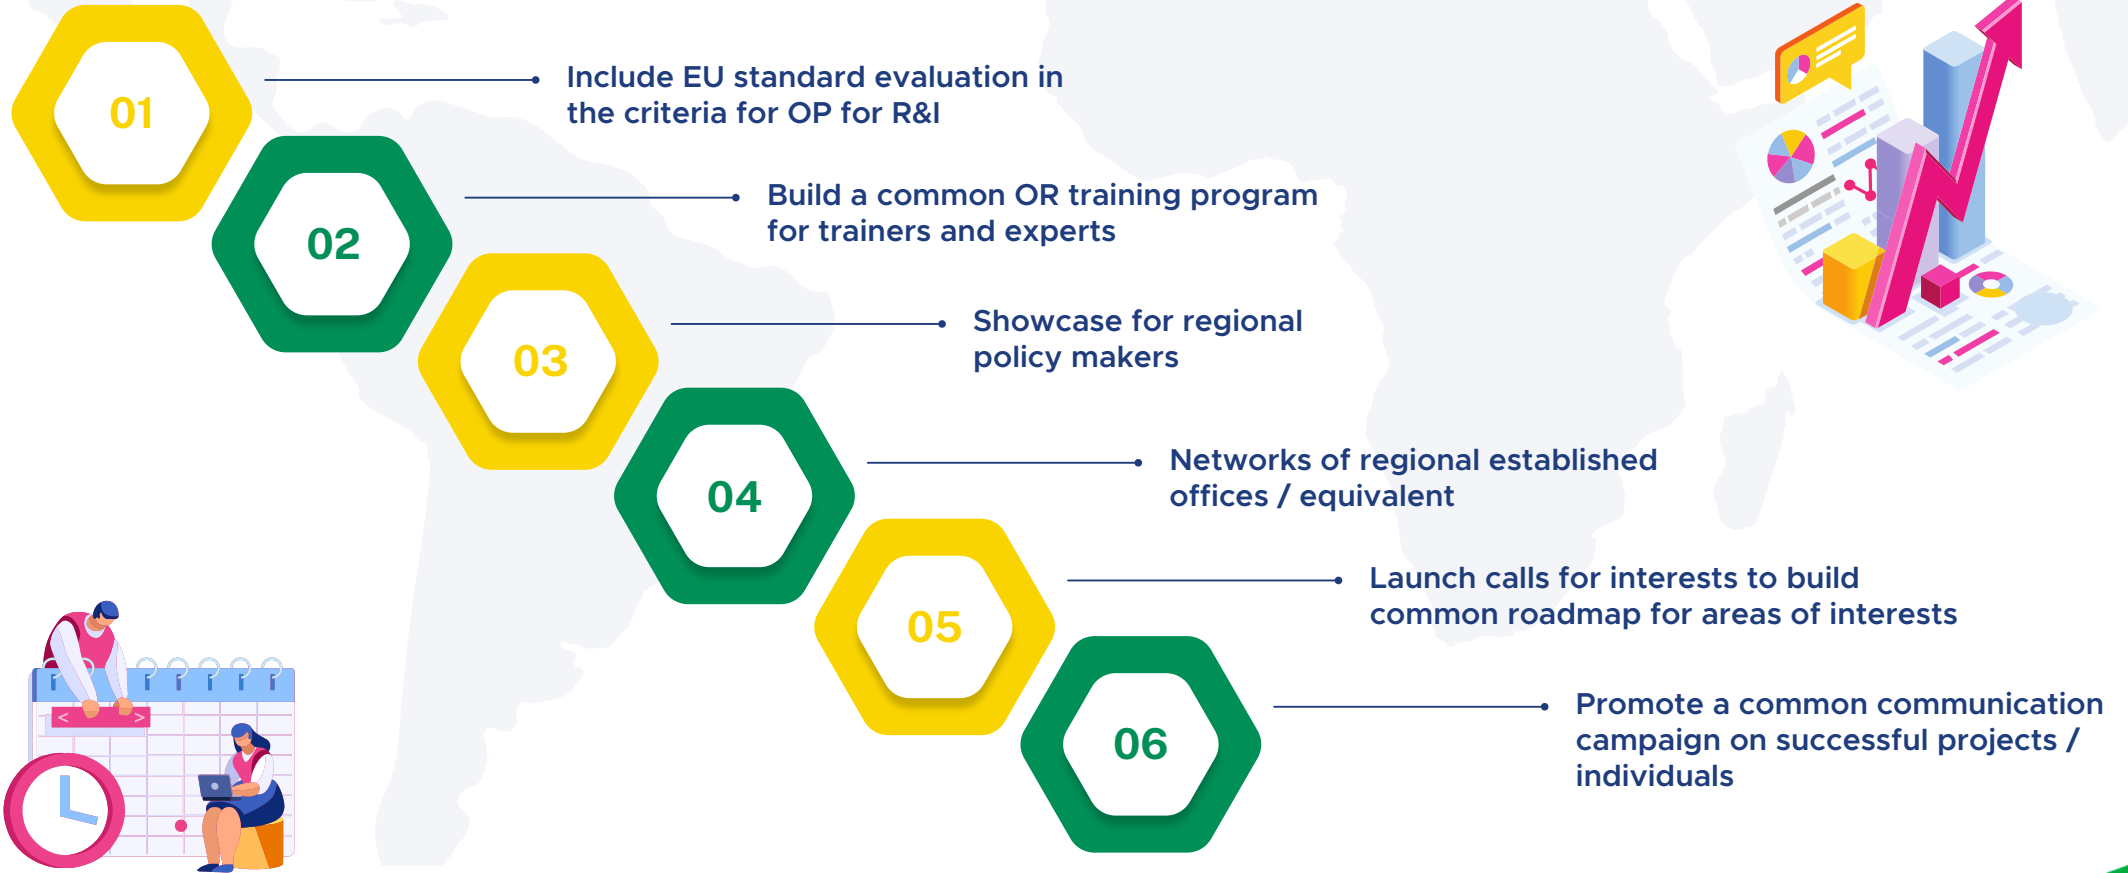 01
Include EU standard evaluation in
the criteria for OP for R&I
02
Build a common OR training program
for trainers and experts
03
Showcase for regional
policy makers
04
Networks of regional established
offices / equivalent
05
Launch calls for interests to build
common roadmap for areas of interests
06
Promote a common communication
campaign on successful projects /
individuals